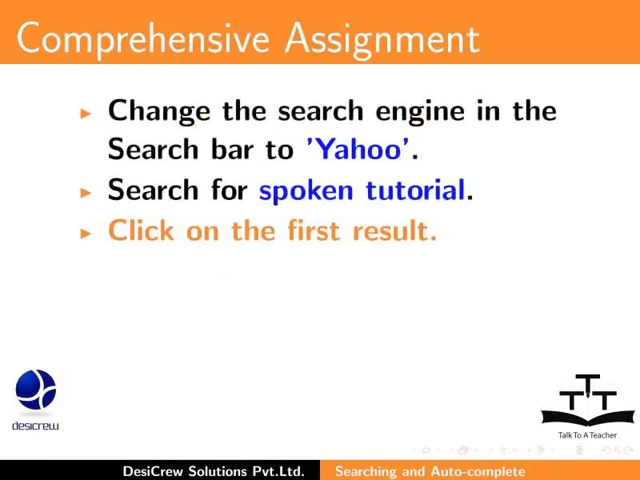 Comprehensive Assignment
Change the search engine in the
Search bar to 'Yahoo'.
Search for spoken tutorial.
Click on the first result.
desicrew
TTT
Talk To A Teacher
DesiCrew Solutions Pvt.Ltd. Searching and Auto-complete